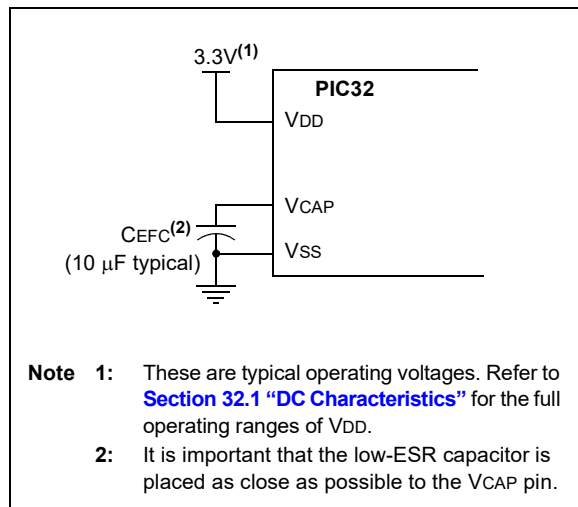 3.3V(1)
PIC32
VDD
VCAP
CEFC(2)
(10 μF typical)
VSS
Note 1: These are typical operating voltages. Refer to
Section 32.1 “DC Characteristics” for the full
operating ranges of VDD.
2: It is important that the low-ESR capacitor is
placed as close as possible to the VCAP pin.